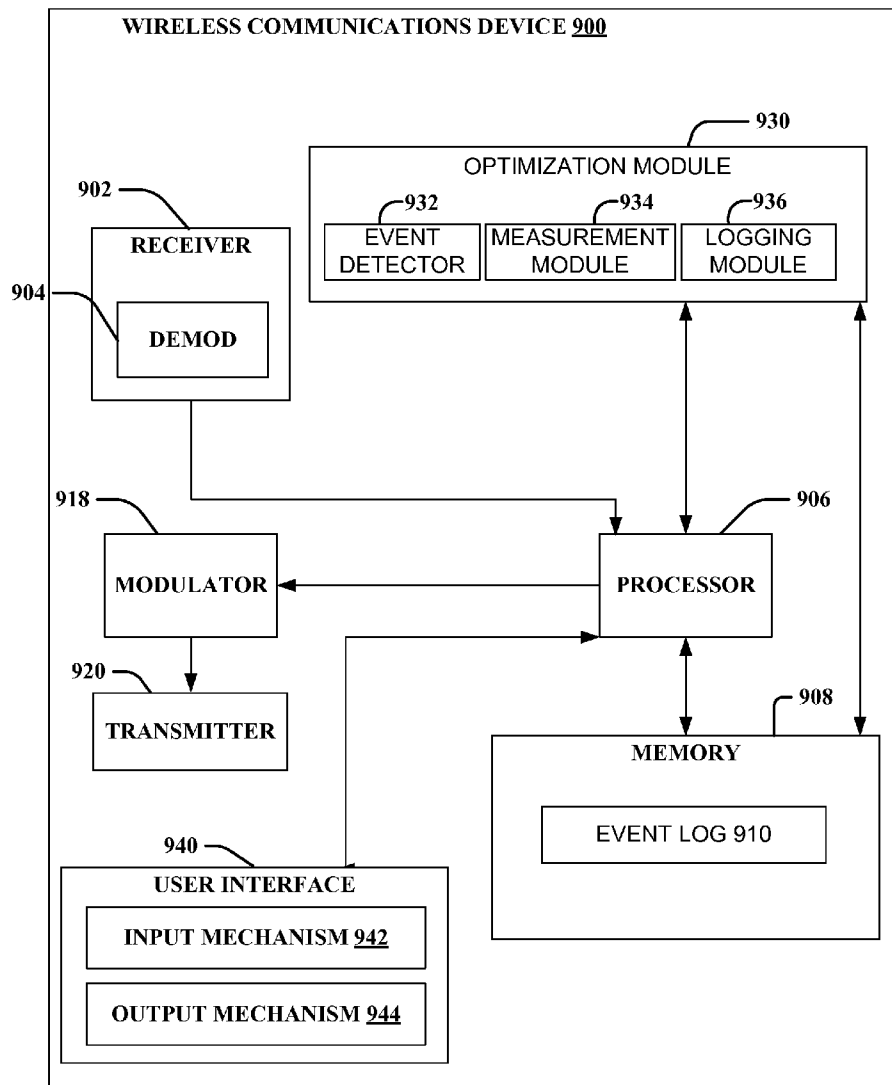 WIRELESS COMMUNICATIONS DEVICE 900
930
OPTIMIZATION MODULE
932
934
936
EVENT
DETECTOR
MEASUREMENT
MODULE
LOGGING
MODULE
902
RECEIVER
904
DEMOD
918
MODULATOR
906
PROCESSOR
920
TRANSMITTER
908
MEMORY
EVENT LOG 910
940
USER INTERFACE
INPUT MECHANISM 942
OUTPUT MECHANISM 944